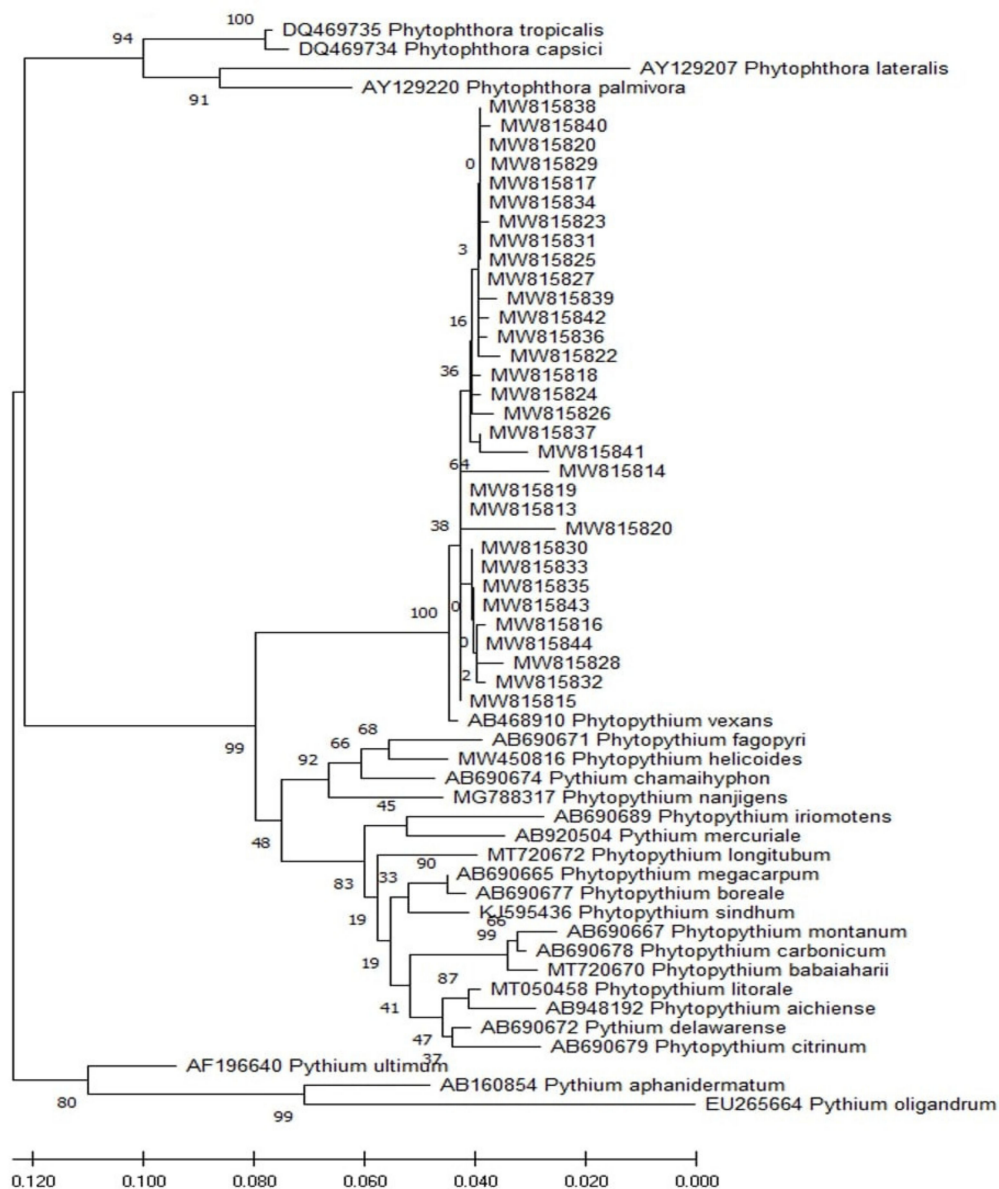 100
DQ469735 Phytophthora tropicalis
94
DQ469734 Phytophthora capsici
AY129207 Phytophthora lateralis
91
AY129220 Phytophthora palmivora
MW815838
MW815840
MW815820
0
MW815829
MW815817
MW815834
MW815823
MW815831
3
MW815825
MW815827
MW815839
16
MW815842
MW815836
MW815822
36
MW815818
MW815824
MW815826
MW815837
MW815841
64
MW815814
MW815819
MW815813
38
MW815820
MW815830
MW815833
MW815835
0
MW815843
100
MW815816
0
MW815844
MW815828
2
MW815832
MW815815
AB468910 Phytopythium vexans
68
AB690671 Phytopythium fagopyri
99
66
92
MW450816 Phytopythium helicoides
AB690674 Pythium chamaihyphon
MG788317 Phytopythium nanjigens
45
AB690689 Phytopythium iriomotens
48
AB920504 Pythium mercuriale
MT720672 Phytopythium longitubum
90
83
33
AB690665 Phytopythium megacarpum
AB690677 Phytopythium boreale
19
KJ595436 Phytopythium sindhum
66
99
AB690667 Phytopythium montanum
AB690678 Phytopythium carbonicum
19
MT720670 Phytopythium babaiaharii
87
MT050458 Phytopythium litorale
41
AB948192 Phytopythium aichiense
AB690672 Pythium delawarense
47
AB690679 Phytopythium citrinum
37
AF196640 Pythium ultimum
AB160854 Pythium aphanidermatum
80
99
EU265664 Pythium oligandrum
0.120 0.100 0.080 0.060 0.040 0.020 0.000